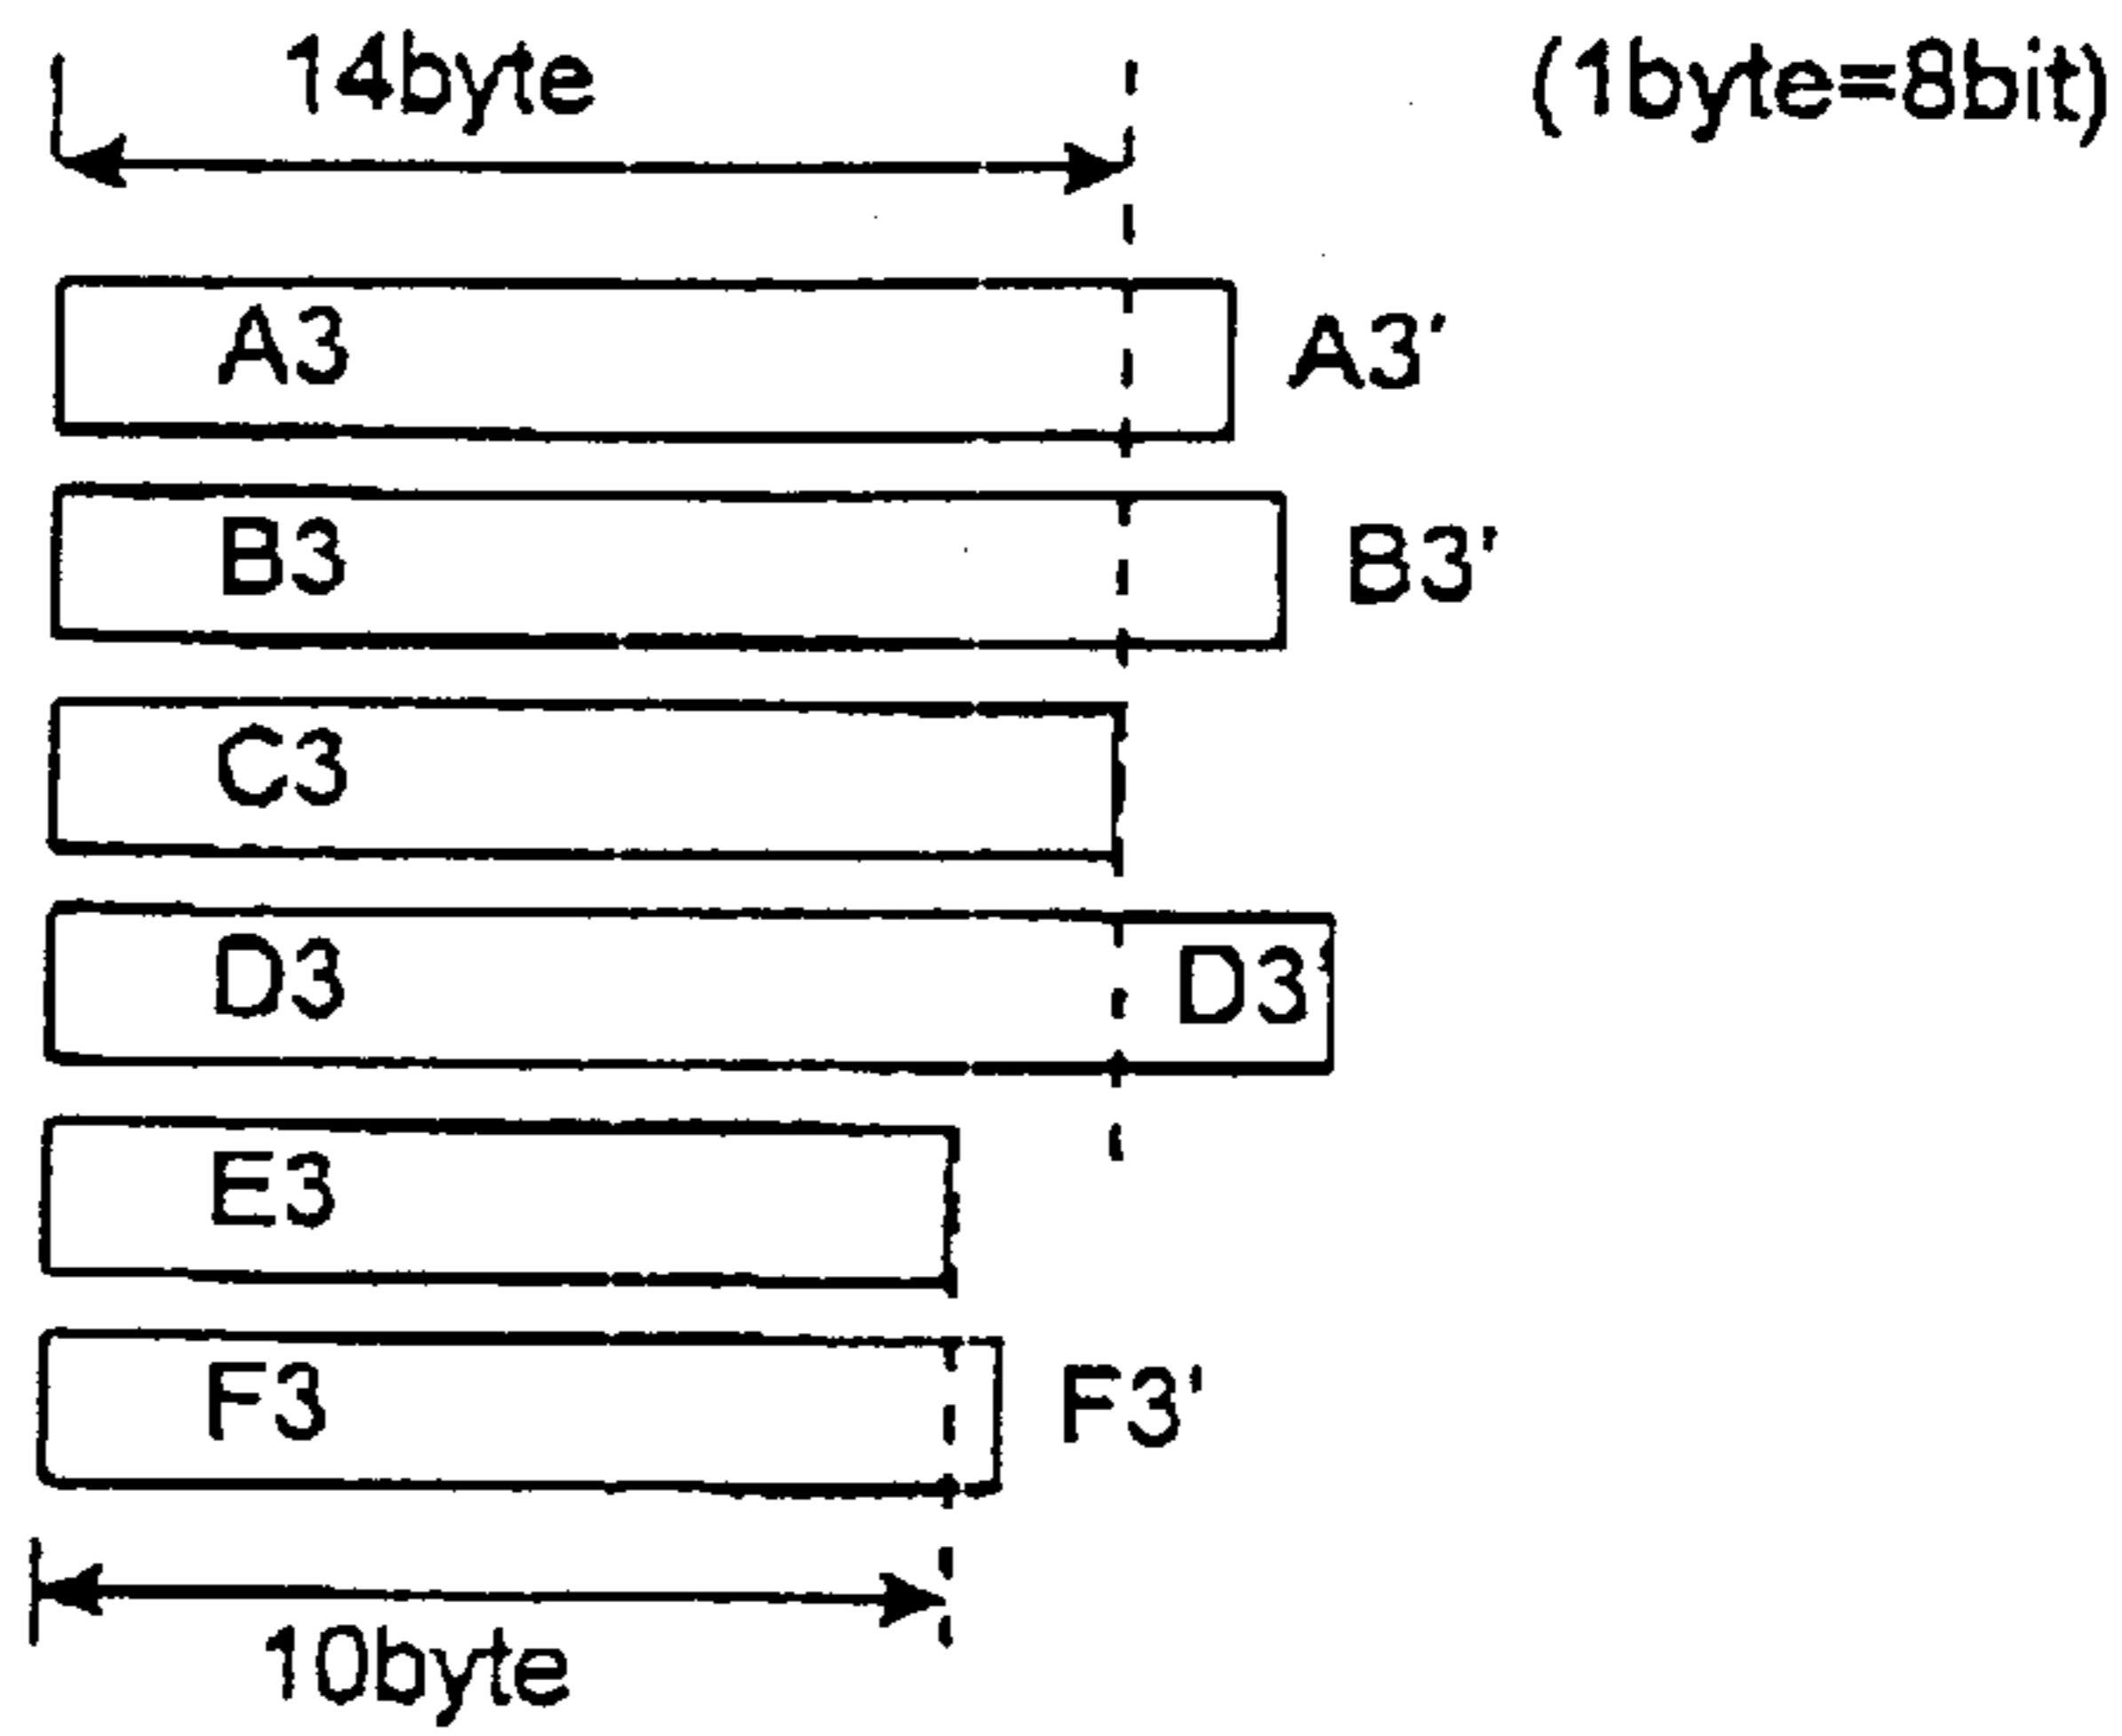 14byte (1byte=8bit)
A3 A3'
B3 B3'
C3
D3 D3'
E3
F3 F3'
10byte